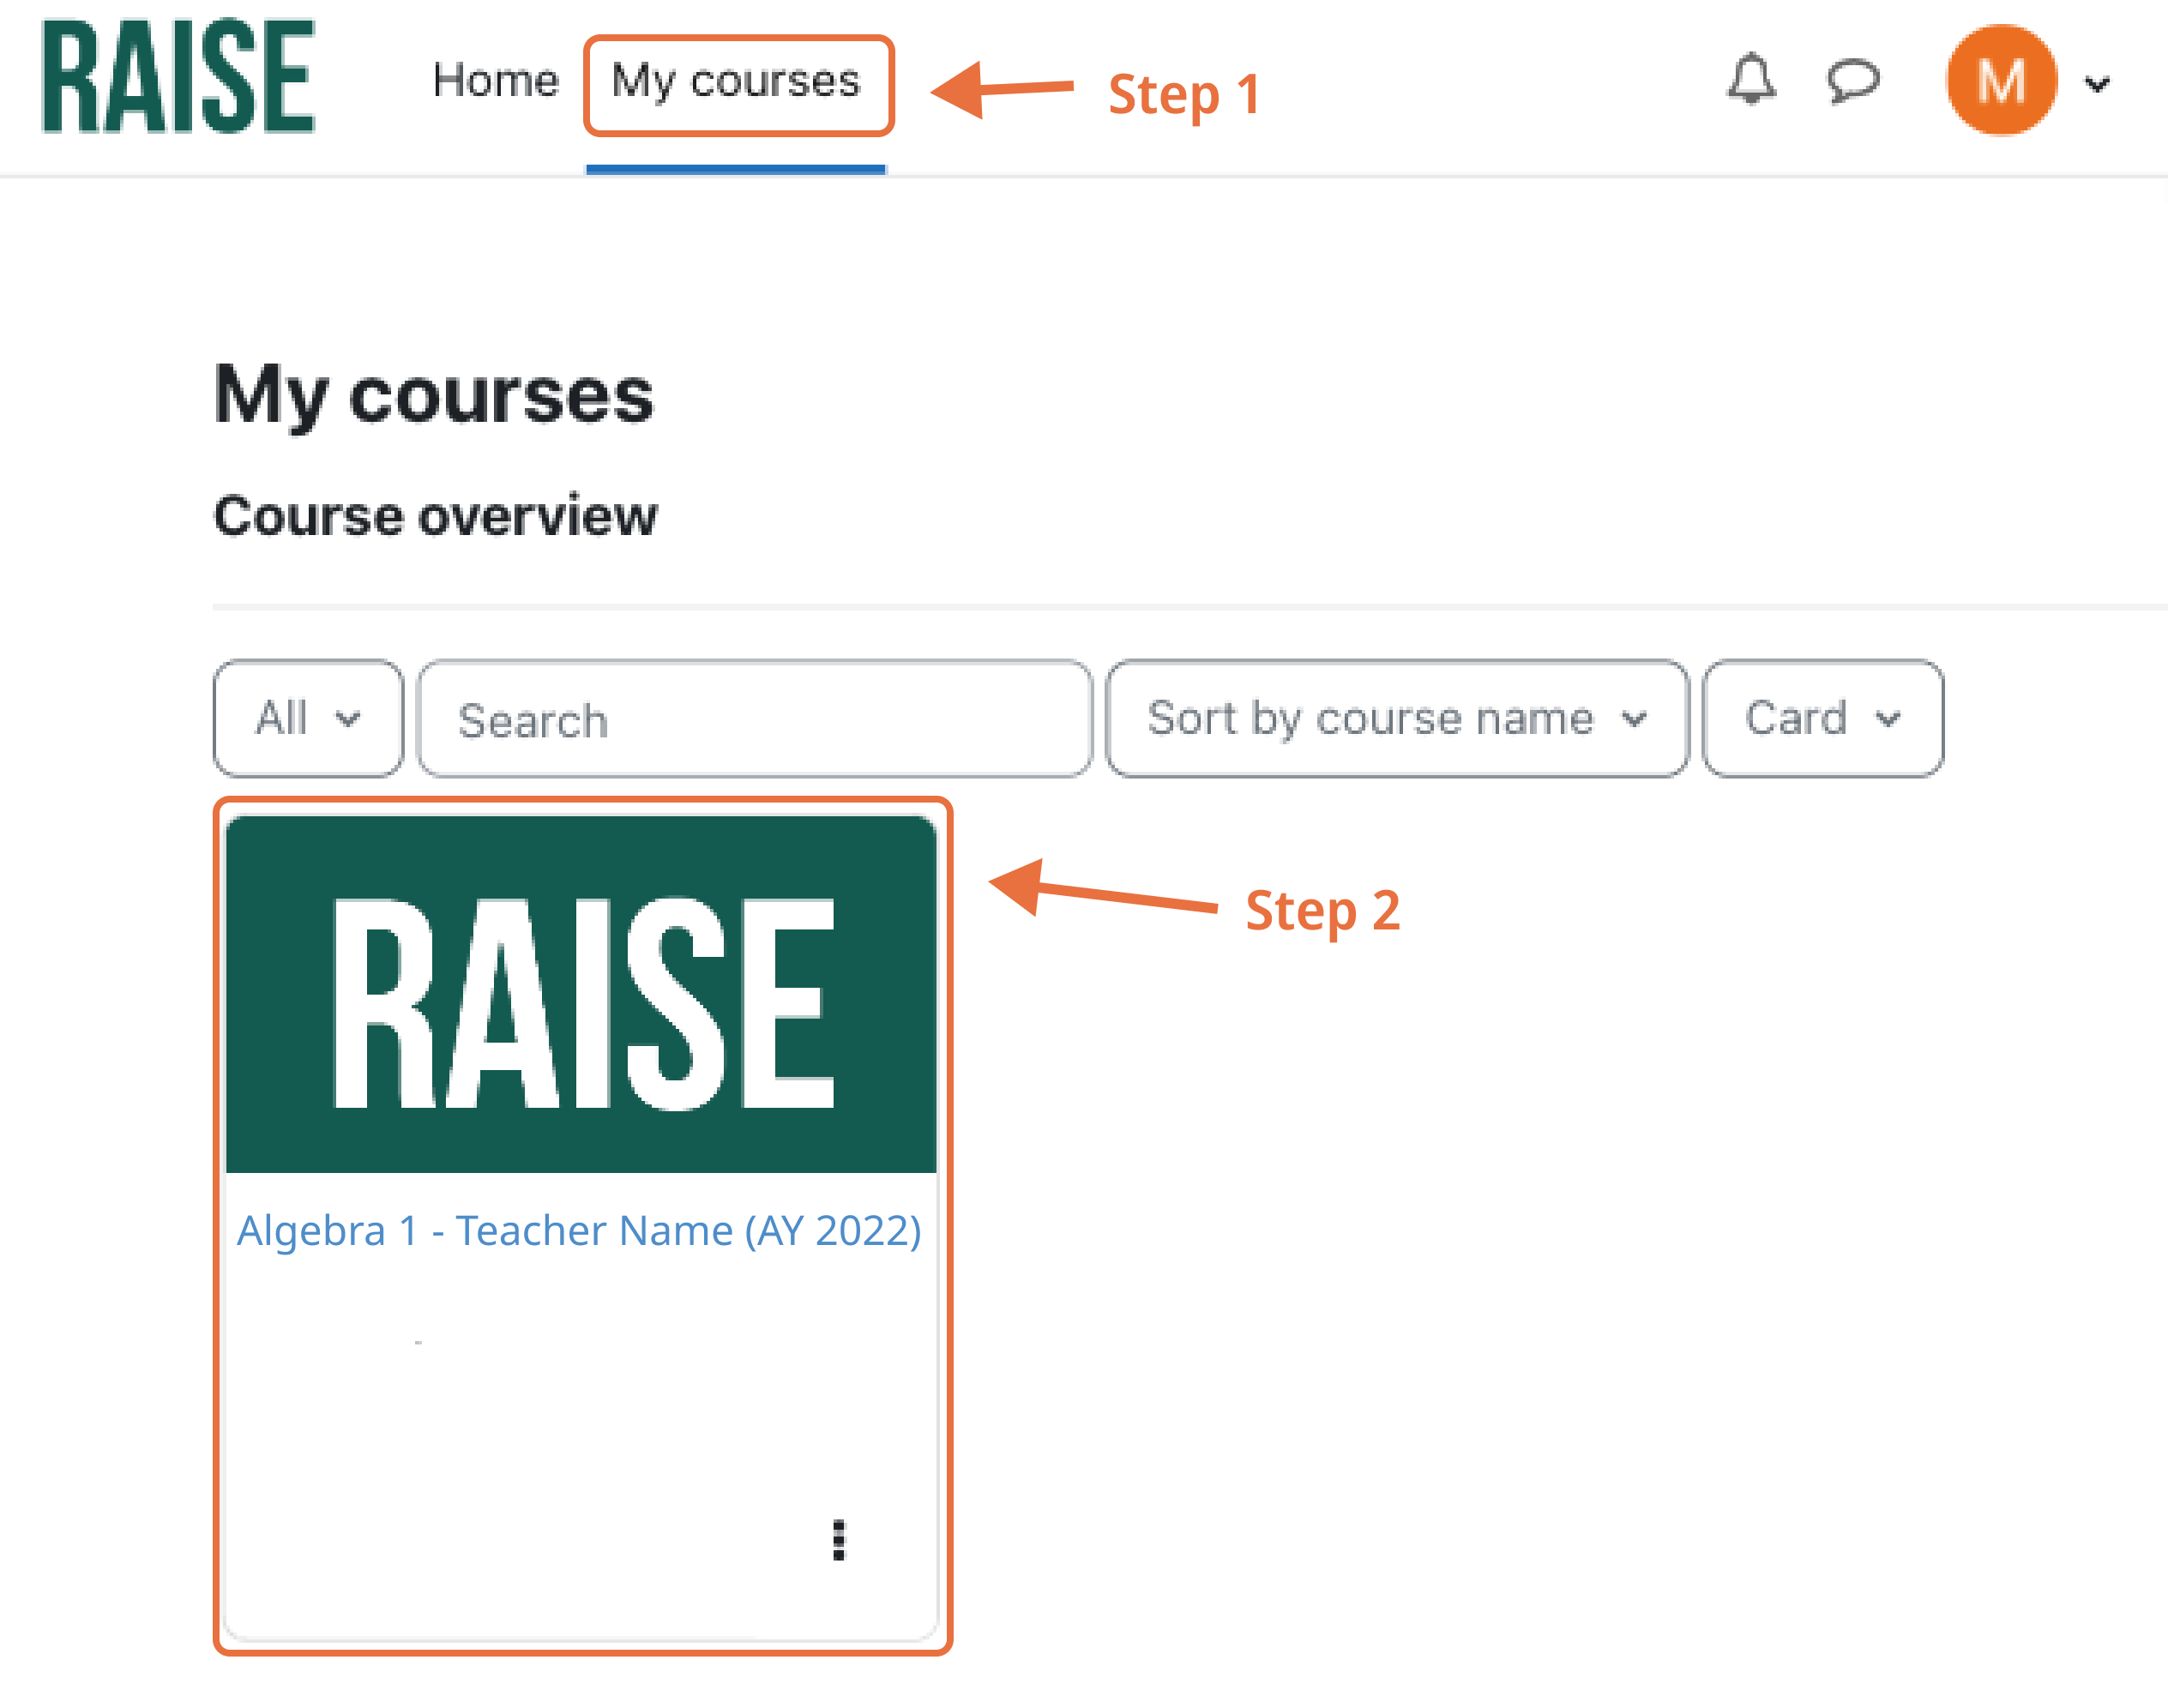 RAISE Home My courses Step 1 M
My courses
Course overview
All Search Sort by course name Card
Step 2
RAISE
Algebra 1 - Teacher Name (AY 2022)